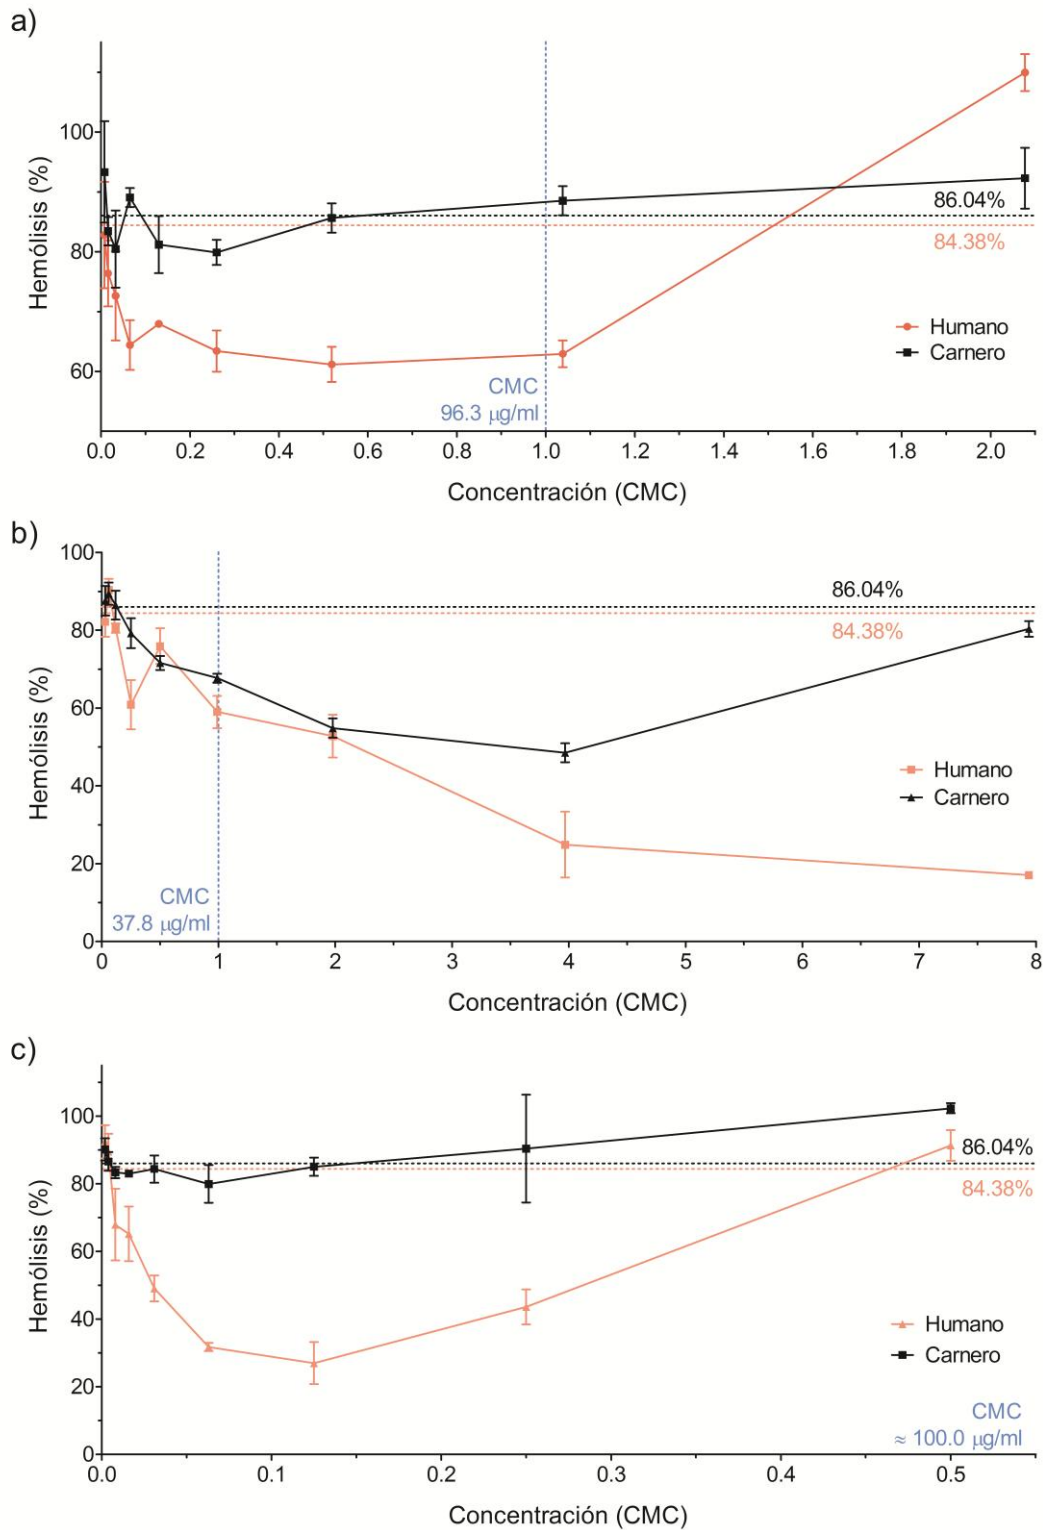 a)
Hemólisis (%)
100
80
60
86.04%
84.38%
Humano
Carnero
CMC
96.3 µg/ml
0.0 0.2 0.4 0.6 0.8 1.0 1.2 1.4 1.6 1.8 2.0
Concentración (CMC)
b)
Hemólisis (%)
100
80
60
40
20
0
86.04%
84.38%
Humano
Carnero
CMC
37.8 µg/ml
0 1 2 3 4 5 6 7 8
Concentración (CMC)
c)
Hemólisis (%)
100
80
60
40
20
0
86.04%
84.38%
Humano
Carnero
CMC
≈ 100.0 µg/ml
0.0 0.1 0.2 0.3 0.4 0.5
Concentración (CMC)